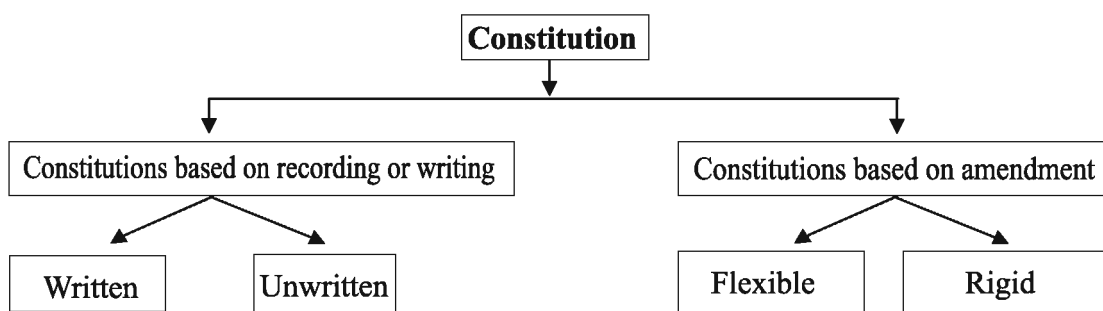 Constitution
Constitutions based on recording or writing
Constitutions based on amendment
Written
Unwritten
Flexible
Rigid